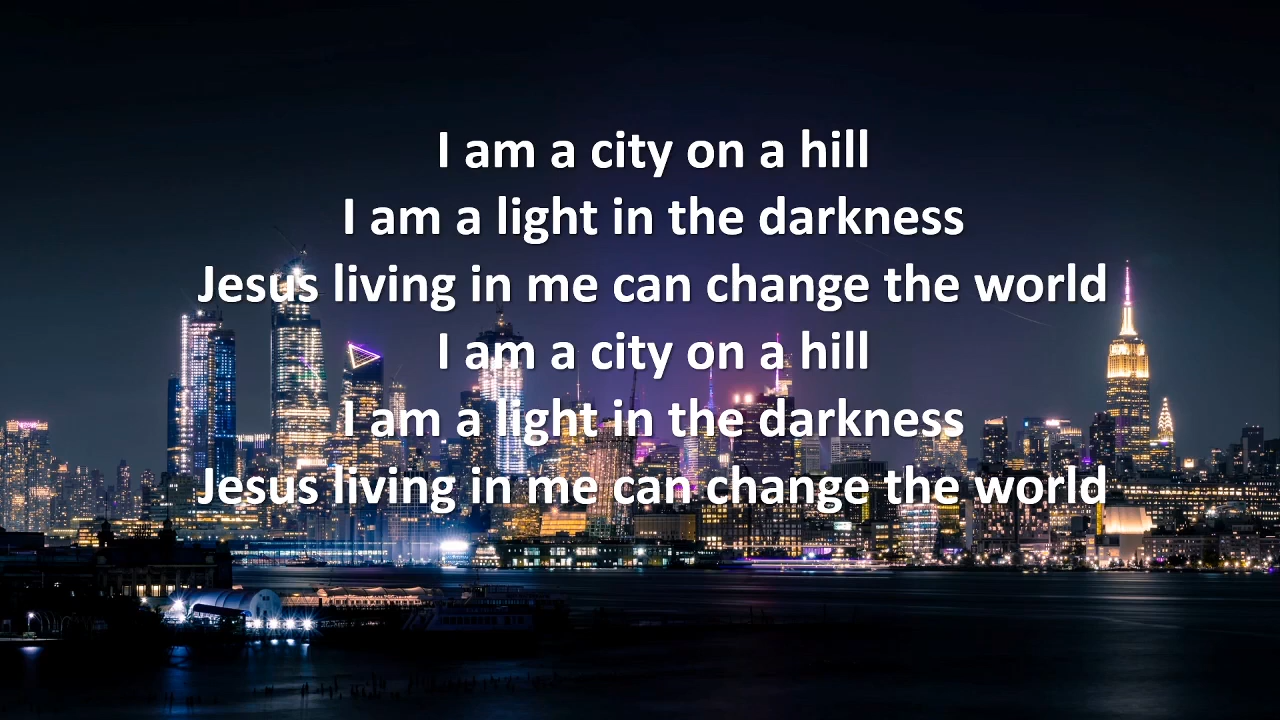 I am a city on a hill
I am a light in the darkness
Jesus living in me can change the world
I am a city on a hill
I am a light in the darkness
Jesus living in me can change the world